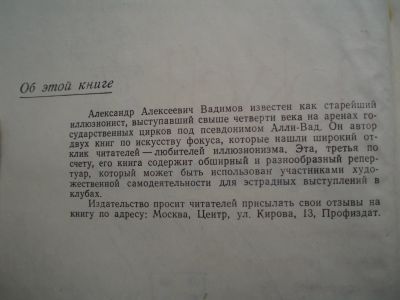 Об этой книге
Александр Алексеевич Вадимов известен как старейший
иллюзионист, выступавший свыше четверти века на аренах го-
сударственных цирков под псевдонимом Алли-Вад. Он автор
двух книг по искусству фокуса, которые нашли широкий от-
клик читателей — любителей иллюзионизма. Эта, третья по
счету, его книга содержит обширный и разнообразный репер-
туар, который может быть использован участниками худо-
жественной самодеятельности для эстрадных выступлений в
клубах.
Издательство просит читателей присылать свои отзывы на
книгу по адресу: Москва, Центр, ул. Кирова, 13, Профиздат.